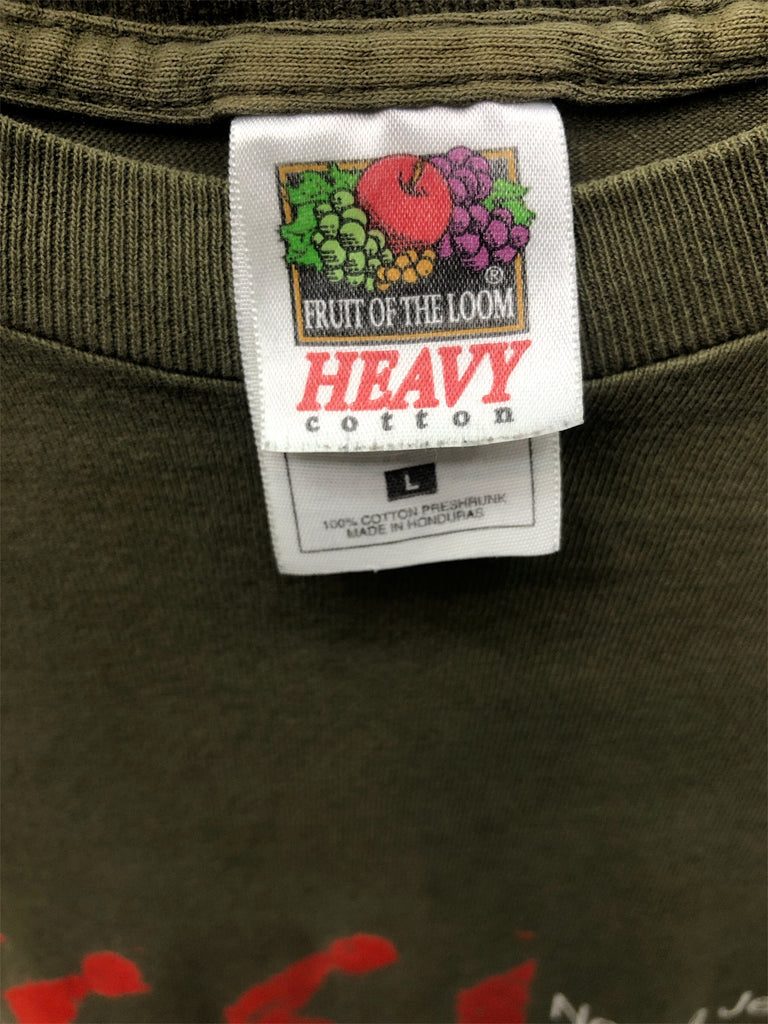 FRUIT OF THE LOOM ®
HEAVY
cotton
L
100% COTTON PRESHRUNK
MADE IN HONDURAS